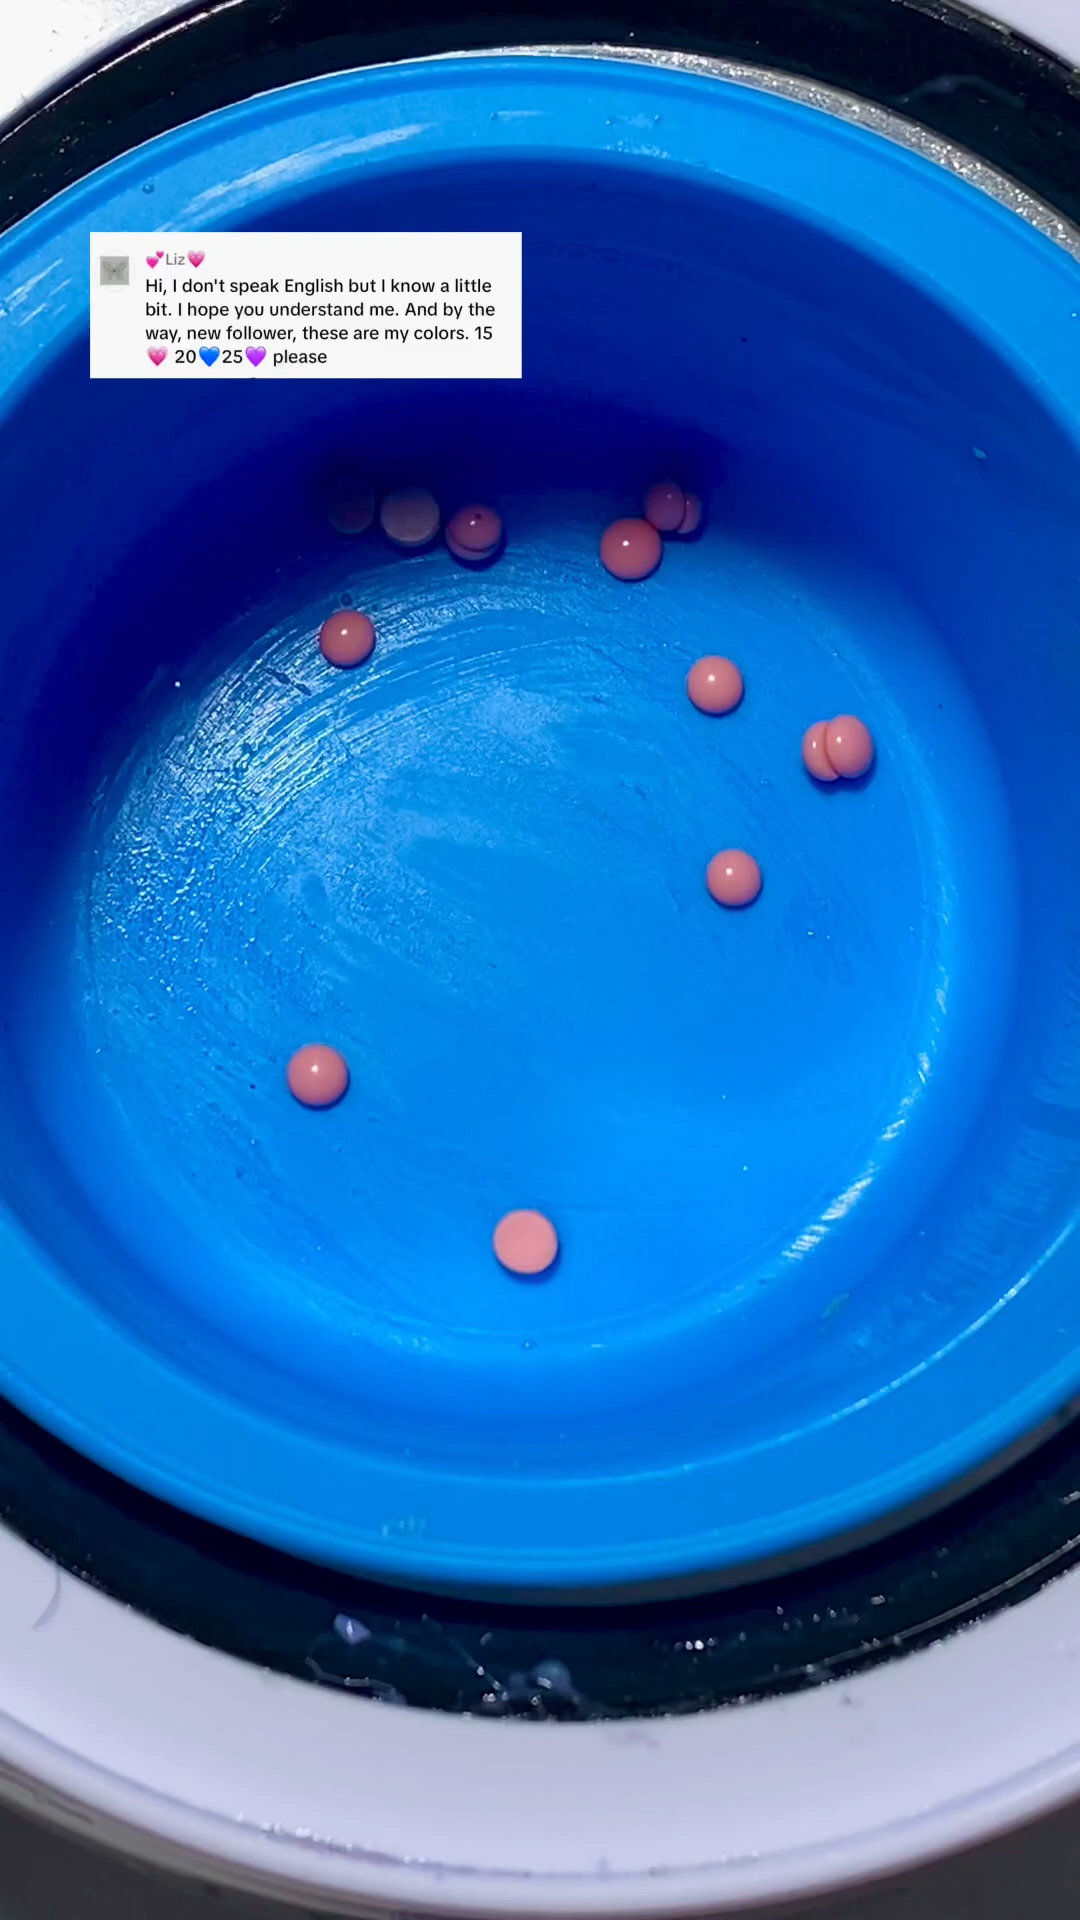 💕Liz💗
Hi, I don't speak English but I know a little
bit. I hope you understand me. And by the
way, new follower, these are my colors. 15
💗 20💙25💜 please